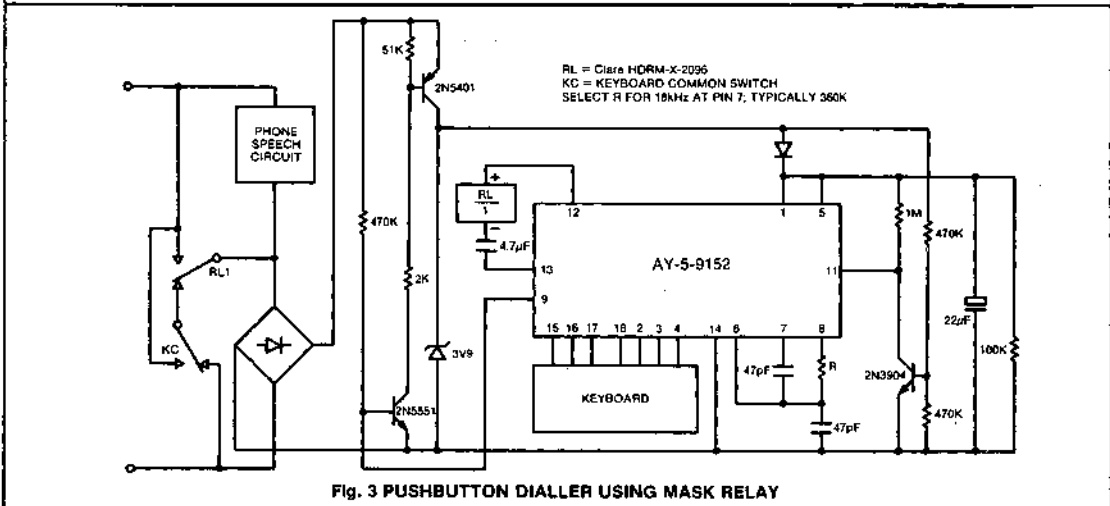 51K
2N5401
RL = Clare HDRM-X-2096
KC = KEYBOARD COMMON SWITCH
SELECT R FOR 18kHz AT PIN 7; TYPICALLY 360K
PHONE
SPEECH
CIRCUIT
+
RL
1
12
1
5
1M
470K
470K
4.7µF
13
AY-5-9152
11
RL1
2K
9
22µF
15
16
17
18
2
3
4
14
6
7
8
100K
KC
3V9
47pF
R
2N3904
KEYBOARD
2N5551
470K
47pF
Fig. 3 PUSHBUTTON DIALLER USING MASK RELAY